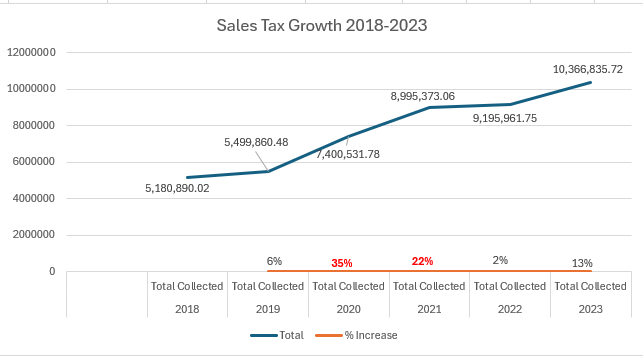 Sales Tax Growth 2018-2023
12000000
10,366,835.72
10000000
8,995,373.06
9,195,961.75
8000000
5,499,860.48
7,400,531.78
6000000
5,180,890.02
4000000
2000000
6% 35% 22% 2% 13%
0
Total Collected Total Collected Total Collected Total Collected Total Collected Total Collected
2018 2019 2020 2021 2022 2023
Total % Increase